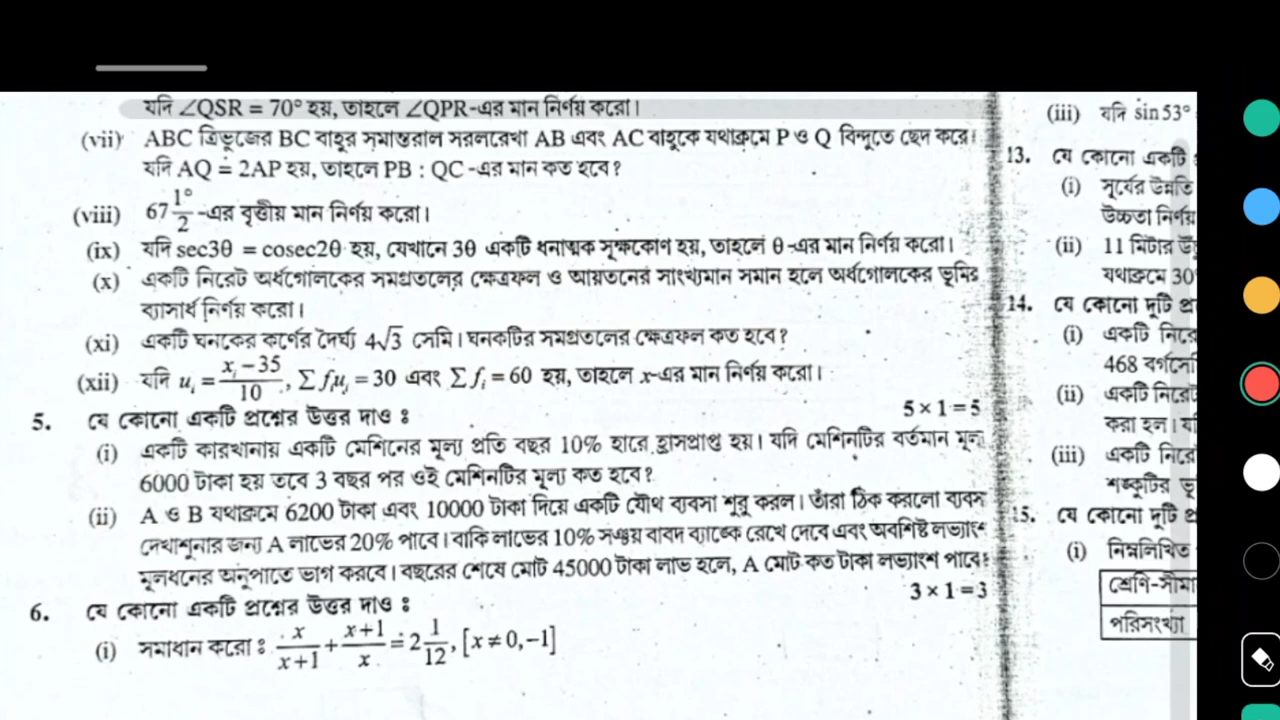 যদি ∠QSR = 70° হয়, তাহলে ∠QPR-এর মান নির্ণয় করো।
(vii) ABC ত্রিভুজের BC বাহুর সমান্তরাল সরলরেখা AB এবং AC বাহুকে যথাক্রমে P ও Q বিন্দুতে ছেদ করে।
যদি AQ = 2AP হয়, তাহলে PB : QC -এর মান কত হবে?
(viii) 67 1°/2 -এর বৃত্তীয় মান নির্ণয় করো।
(ix) যদি sec3θ = cosec2θ হয়, যেখানে 3θ একটি ধনাত্মক সূক্ষকোণ হয়, তাহলে θ-এর মান নির্ণয় করো।
(x) একটি নিরেট অর্ধগোলকের সমগ্রতলের ক্ষেত্রফল ও আয়তনের সাংখ্যমান সমান হলে অর্ধগোলকের ভূমির
ব্যাসার্ধ নির্ণয় করো।
(xi) একটি ঘনকের কর্ণের দৈর্ঘ্য 4√3 সেমি। ঘনকটির সমগ্রতলের ক্ষেত্রফল কত হবে?
(xii) যদি uᵢ = (xᵢ – 35)/10, ∑fᵢuᵢ = 30 এবং ∑fᵢ = 60 হয়, তাহলে x-এর মান নির্ণয় করো।
5. যে কোনো একটি প্রশ্নের উত্তর দাও ঃ 5 × 1 = 5
(i) একটি কারখানায় একটি মেশিনের মূল্য প্রতি বছর 10% হারে হ্রাসপ্রাপ্ত হয়। যদি মেশিনটির বর্তমান মূল্য
6000 টাকা হয় তবে 3 বছর পর ওই মেশিনটির মূল্য কত হবে?
(ii) A ও B যথাক্রমে 6200 টাকা এবং 10000 টাকা দিয়ে একটি যৌথ ব্যবসা শুরু করল। তাঁরা ঠিক করলো ব্যবস
দেখাশুনার জন্য A লাভের 20% পাবে। বাকি লাভের 10% সঞ্চয় বাবদ ব্যাঙ্কে রেখে দেবে এবং অবশিষ্ট লভ্যাংশ
মূলধনের অনুপাতে ভাগ করবে। বছরের শেষে মোট 45000 টাকা লাভ হলে, A মোট কত টাকা লভ্যাংশ পাবে?
6. যে কোনো একটি প্রশ্নের উত্তর দাও ঃ 3 × 1 = 3
(i) সমাধান করো ঃ x/(x+1) + (x+1)/x = 2 1/12, [x ≠ 0, –1]
(iii) যদি sin 53°
13. যে কোনো একটি
(i) সূর্যের উন্নতি
উচ্চতা নির্ণয়
(ii) 11 মিটার
যথাক্রমে 30
14. যে কোনো দুটি প্র
(i) একটি নিরে
468 বর্গসেমি
(ii) একটি নিরেট
করা হল। যদি
(iii) একটি নিরে
শঙ্কুটির ভূ
15. যে কোনো দুটি প্র
(i) নিম্নলিখিত
শ্রেণি-সীমা
পরিসংখ্যা